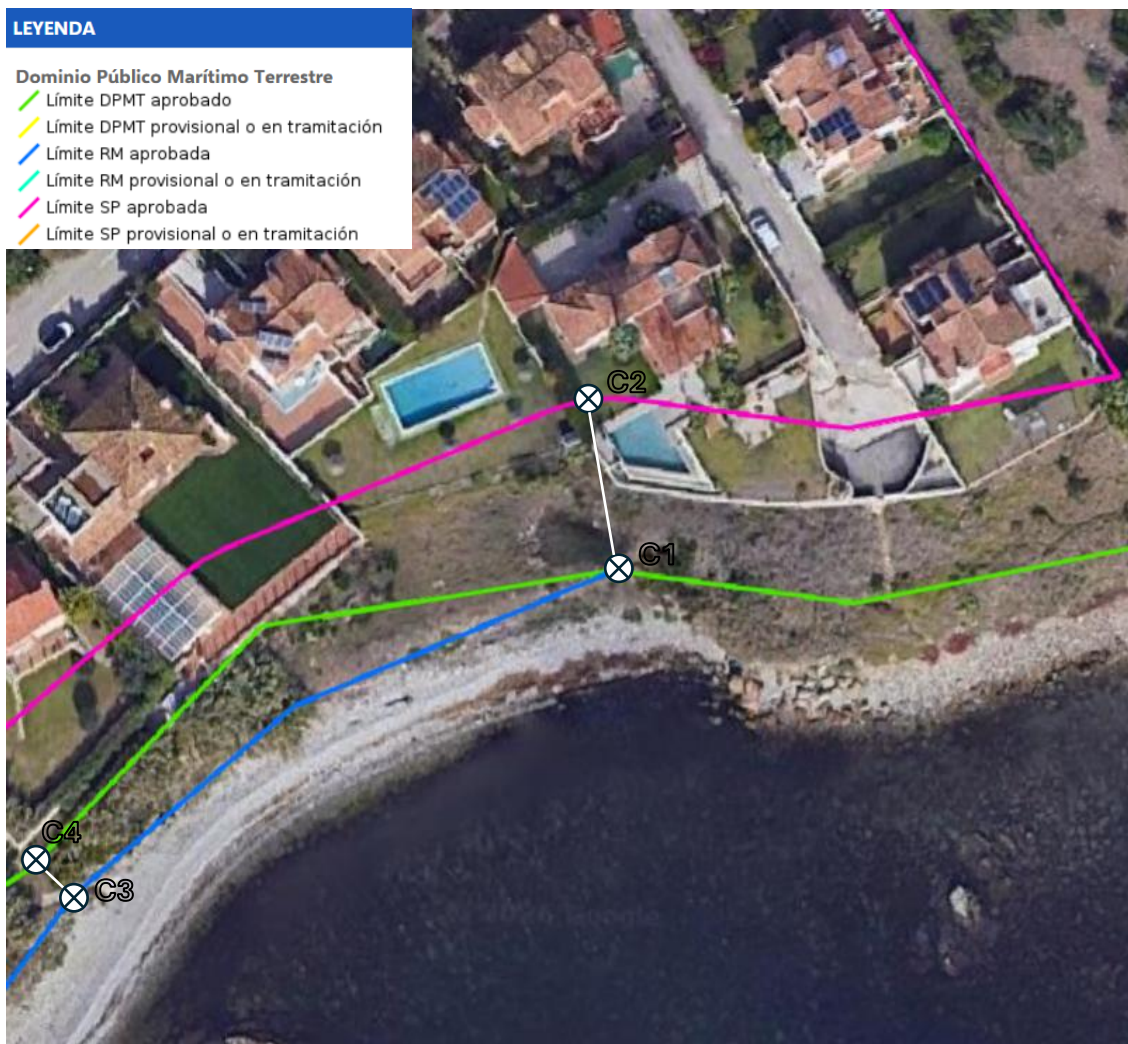 LEYENDA
Dominio Público Marítimo Terrestre
Límite DPMT aprobado
Límite DPMT provisional o en tramitación
Límite RM aprobada
Límite RM provisional o en tramitación
Límite SP aprobada
Límite SP provisional o en tramitación
C2
C1
C4
C3
Google